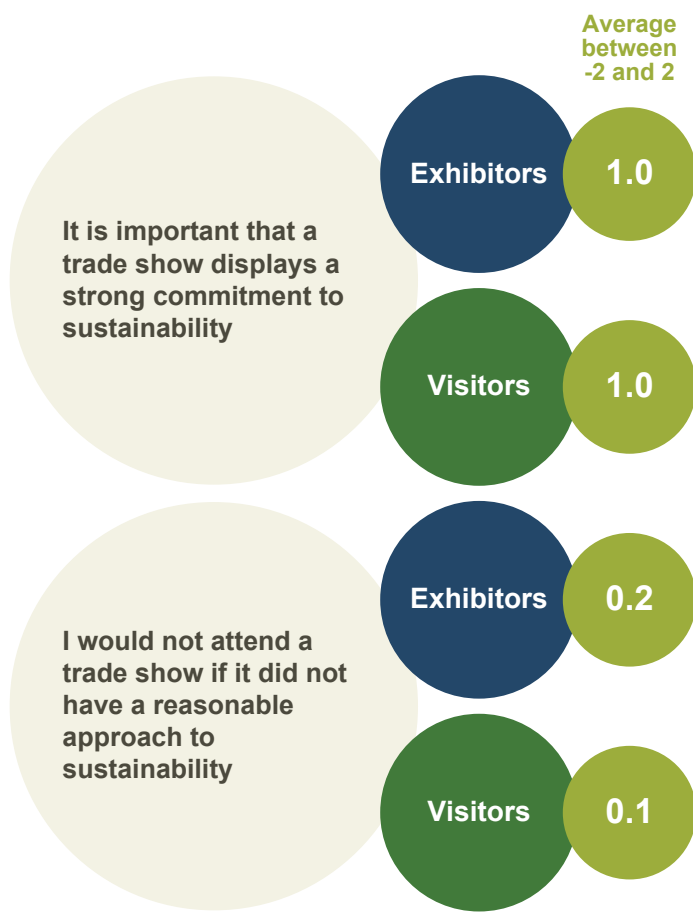 Average
between
-2 and 2
It is important that a
trade show displays a
strong commitment to
sustainability
Exhibitors
1.0
Visitors
1.0
I would not attend a
trade show if it did not
have a reasonable
approach to
sustainability
Exhibitors
0.2
Visitors
0.1